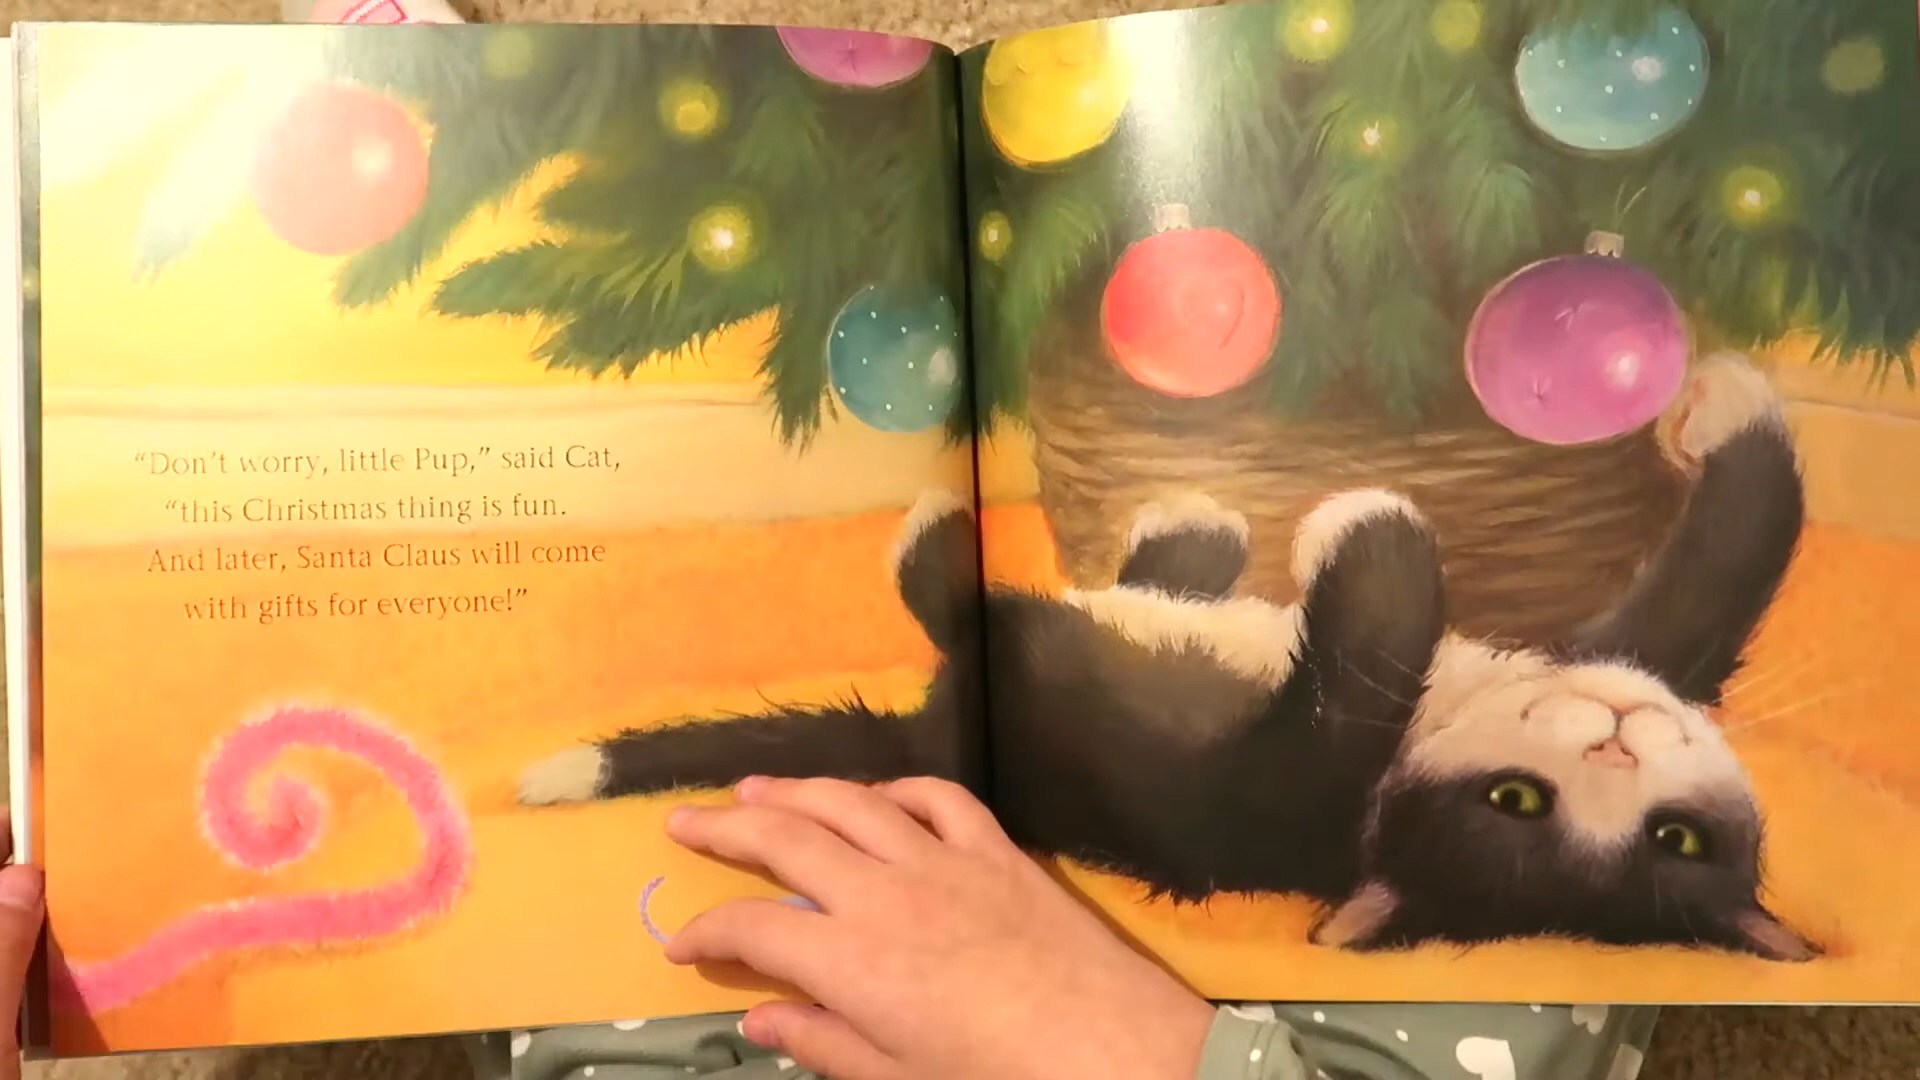 “Don’t worry, little Pup,” said Cat,
“this Christmas thing is fun.
And later, Santa Claus will come
with gifts for everyone!”